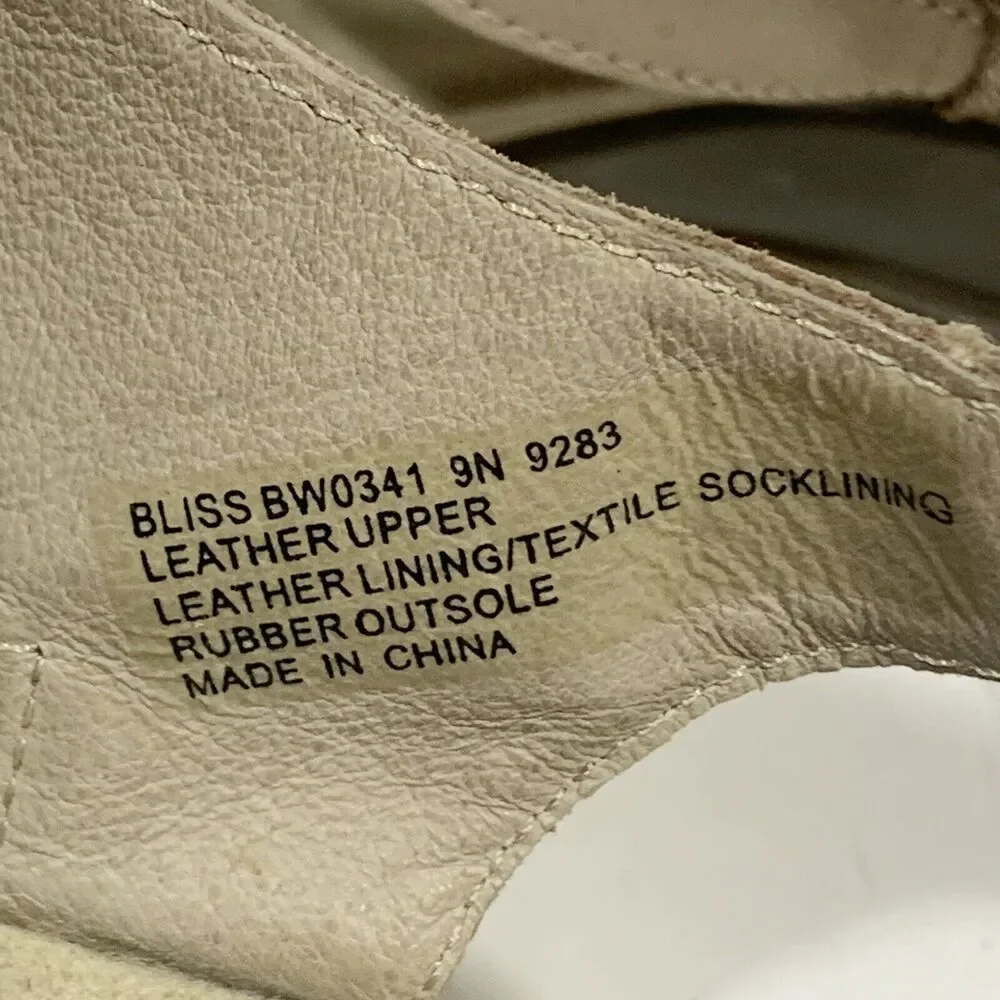 BLISS BW0341 9N 9283
LEATHER UPPER
LEATHER LINING/TEXTILE SOCKLINING
RUBBER OUTSOLE
MADE IN CHINA